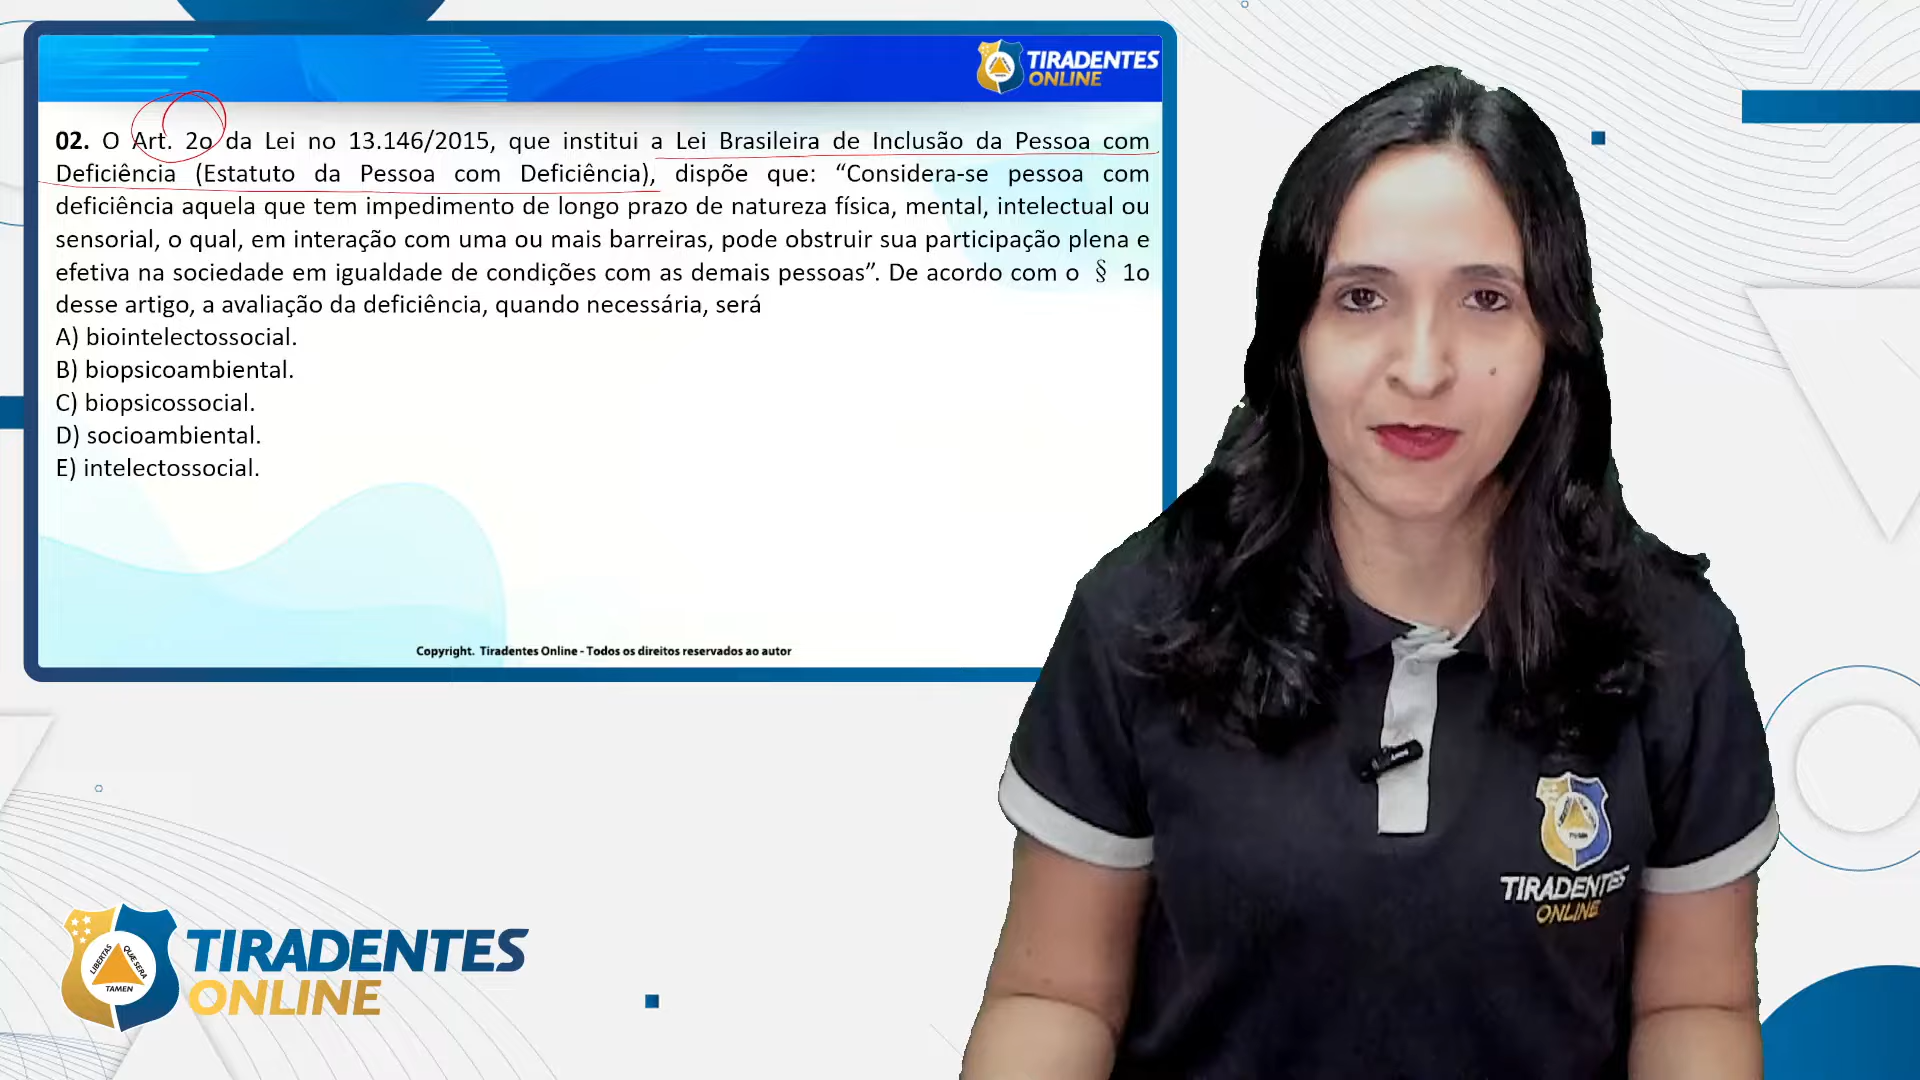 TIRADENTES
ONLINE
02. O Art. 2o da Lei no 13.146/2015, que institui a Lei Brasileira de Inclusão da Pessoa com
Deficiência (Estatuto da Pessoa com Deficiência), dispõe que: “Considera-se pessoa com
deficiência aquela que tem impedimento de longo prazo de natureza física, mental, intelectual ou
sensorial, o qual, em interação com uma ou mais barreiras, pode obstruir sua participação plena e
efetiva na sociedade em igualdade de condições com as demais pessoas”. De acordo com o § 1o
desse artigo, a avaliação da deficiência, quando necessária, será
A) biointelectossocial.
B) biopsicoambiental.
C) biopsicossocial.
D) socioambiental.
E) intelectossocial.
Copyright. Tiradentes Online - Todos os direitos reservados ao autor
TIRADENTES
ONLINE
LIBERTAS
QUE SERA
TAMEN
TIRADENTES
ONLINE